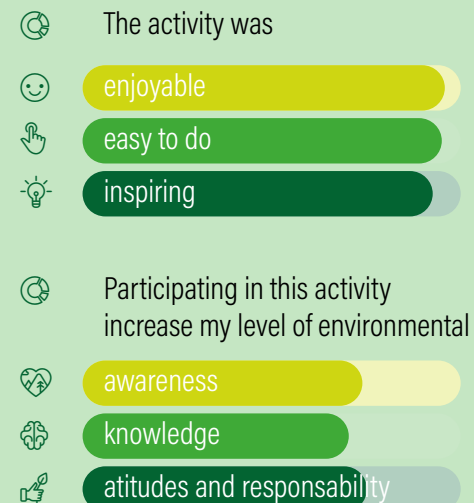 The activity was
enjoyable
easy to do
inspiring
Participating in this activity
increase my level of environmental
awareness
knowledge
atitudes and responsability